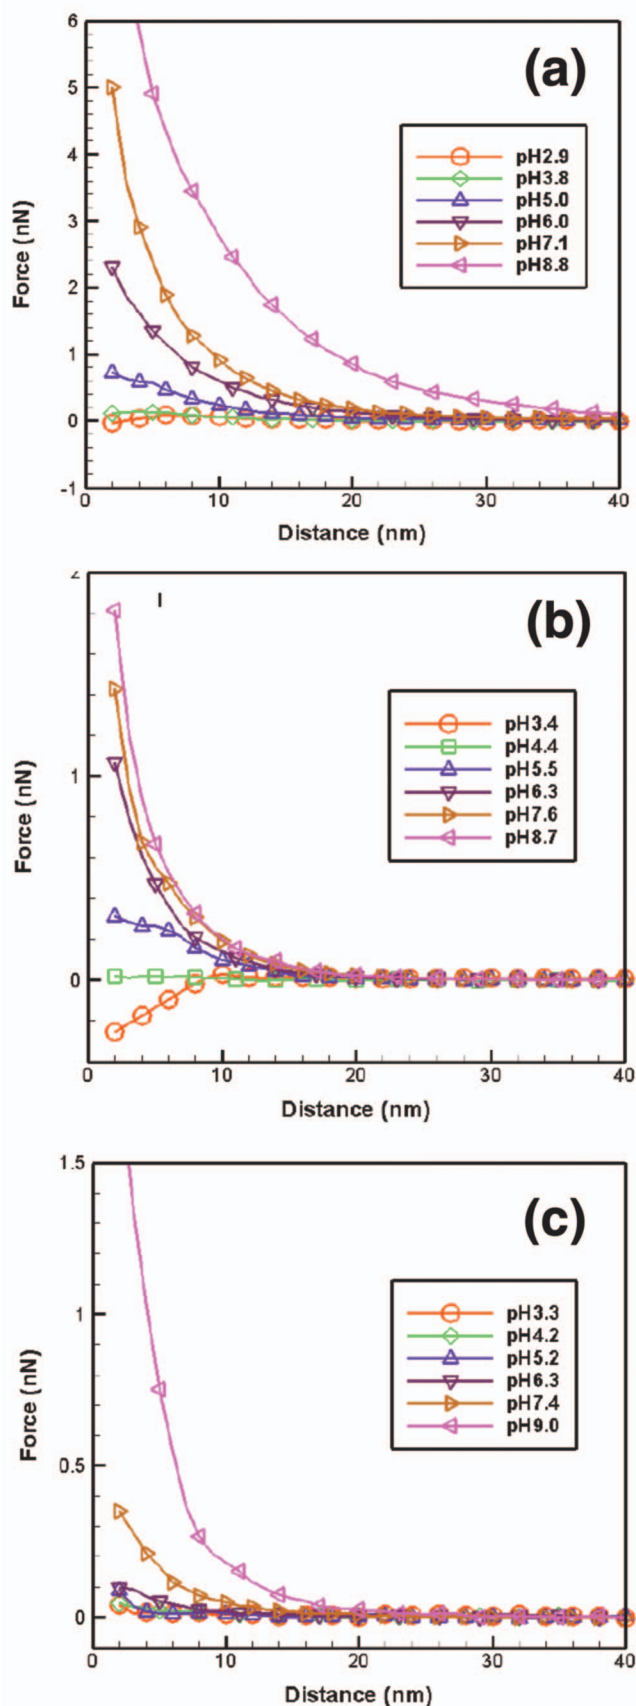 (a)
6
5
4
3
2
1
0
-1
Force (nN)
pH2.9
pH3.8
pH5.0
pH6.0
pH7.1
pH8.8
0 10 20 30 40
Distance (nm)
(b)
2
1
0
Force (nN)
pH3.4
pH4.4
pH5.5
pH6.3
pH7.6
pH8.7
0 10 20 30 40
Distance (nm)
(c)
1.5
1
0.5
0
Force (nN)
pH3.3
pH4.2
pH5.2
pH6.3
pH7.4
pH9.0
0 10 20 30 40
Distance (nm)